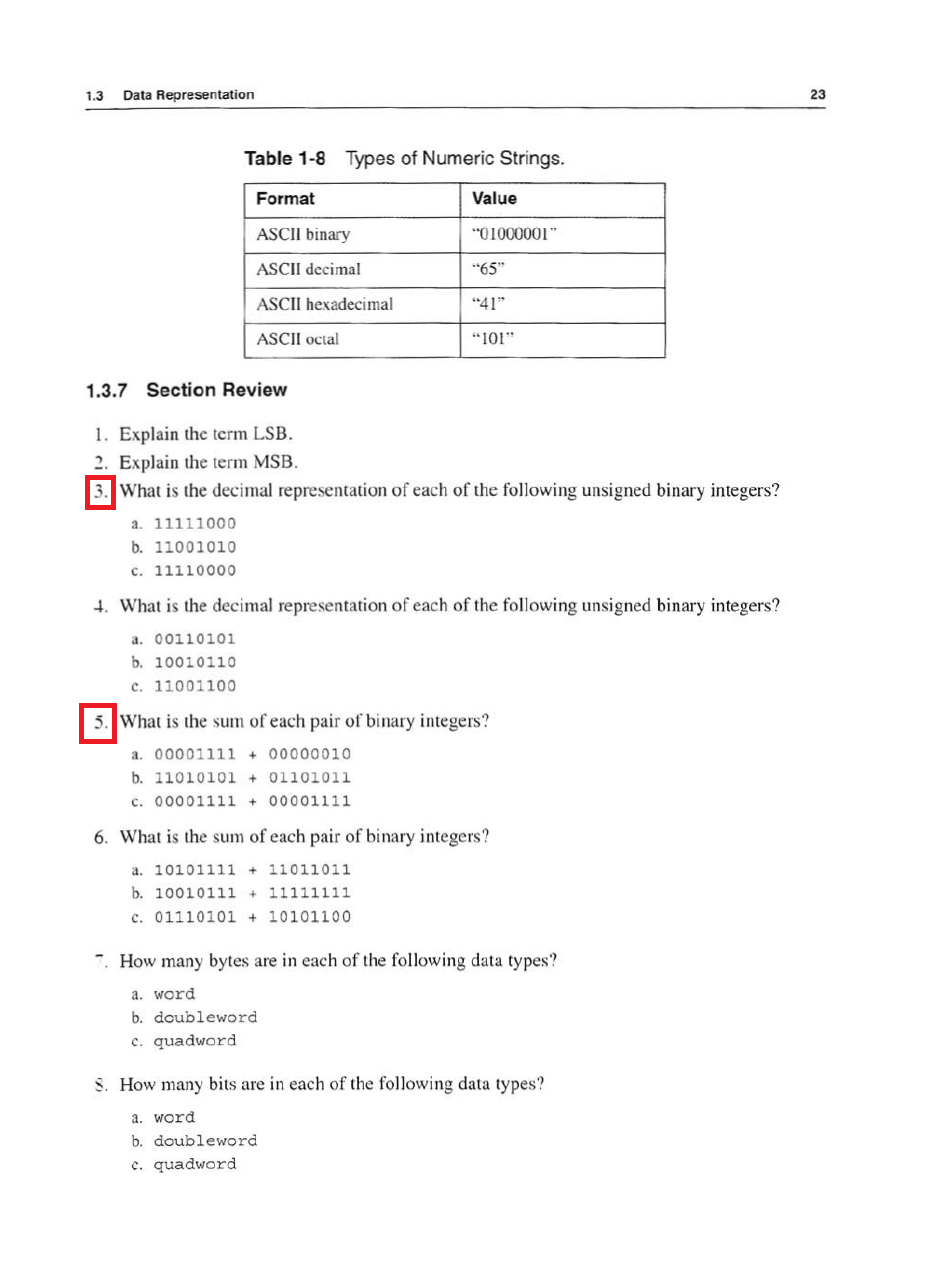 1.3 Data Representation 23
Table 1-8 Types of Numeric Strings.
Format Value
ASCII binary "01000001"
ASCII decimal "65"
ASCII hexadecimal "41"
ASCII octal "101"
1.3.7 Section Review
1. Explain the term LSB.
2. Explain the term MSB.
3. What is the decimal representation of each of the following unsigned binary integers?
a. 11111000
b. 11001010
c. 11110000
4. What is the decimal representation of each of the following unsigned binary integers?
a. 00110101
b. 10010110
c. 11001100
5. What is the sum of each pair of binary integers?
a. 00001111 + 00000010
b. 11010101 + 01101011
c. 00001111 + 00001111
6. What is the sum of each pair of binary integers?
a. 10101111 + 11011011
b. 10010111 + 11111111
c. 01110101 + 10101100
7. How many bytes are in each of the following data types?
a. word
b. doubleword
c. quadword
8. How many bits are in each of the following data types?
a. word
b. doubleword
c. quadword